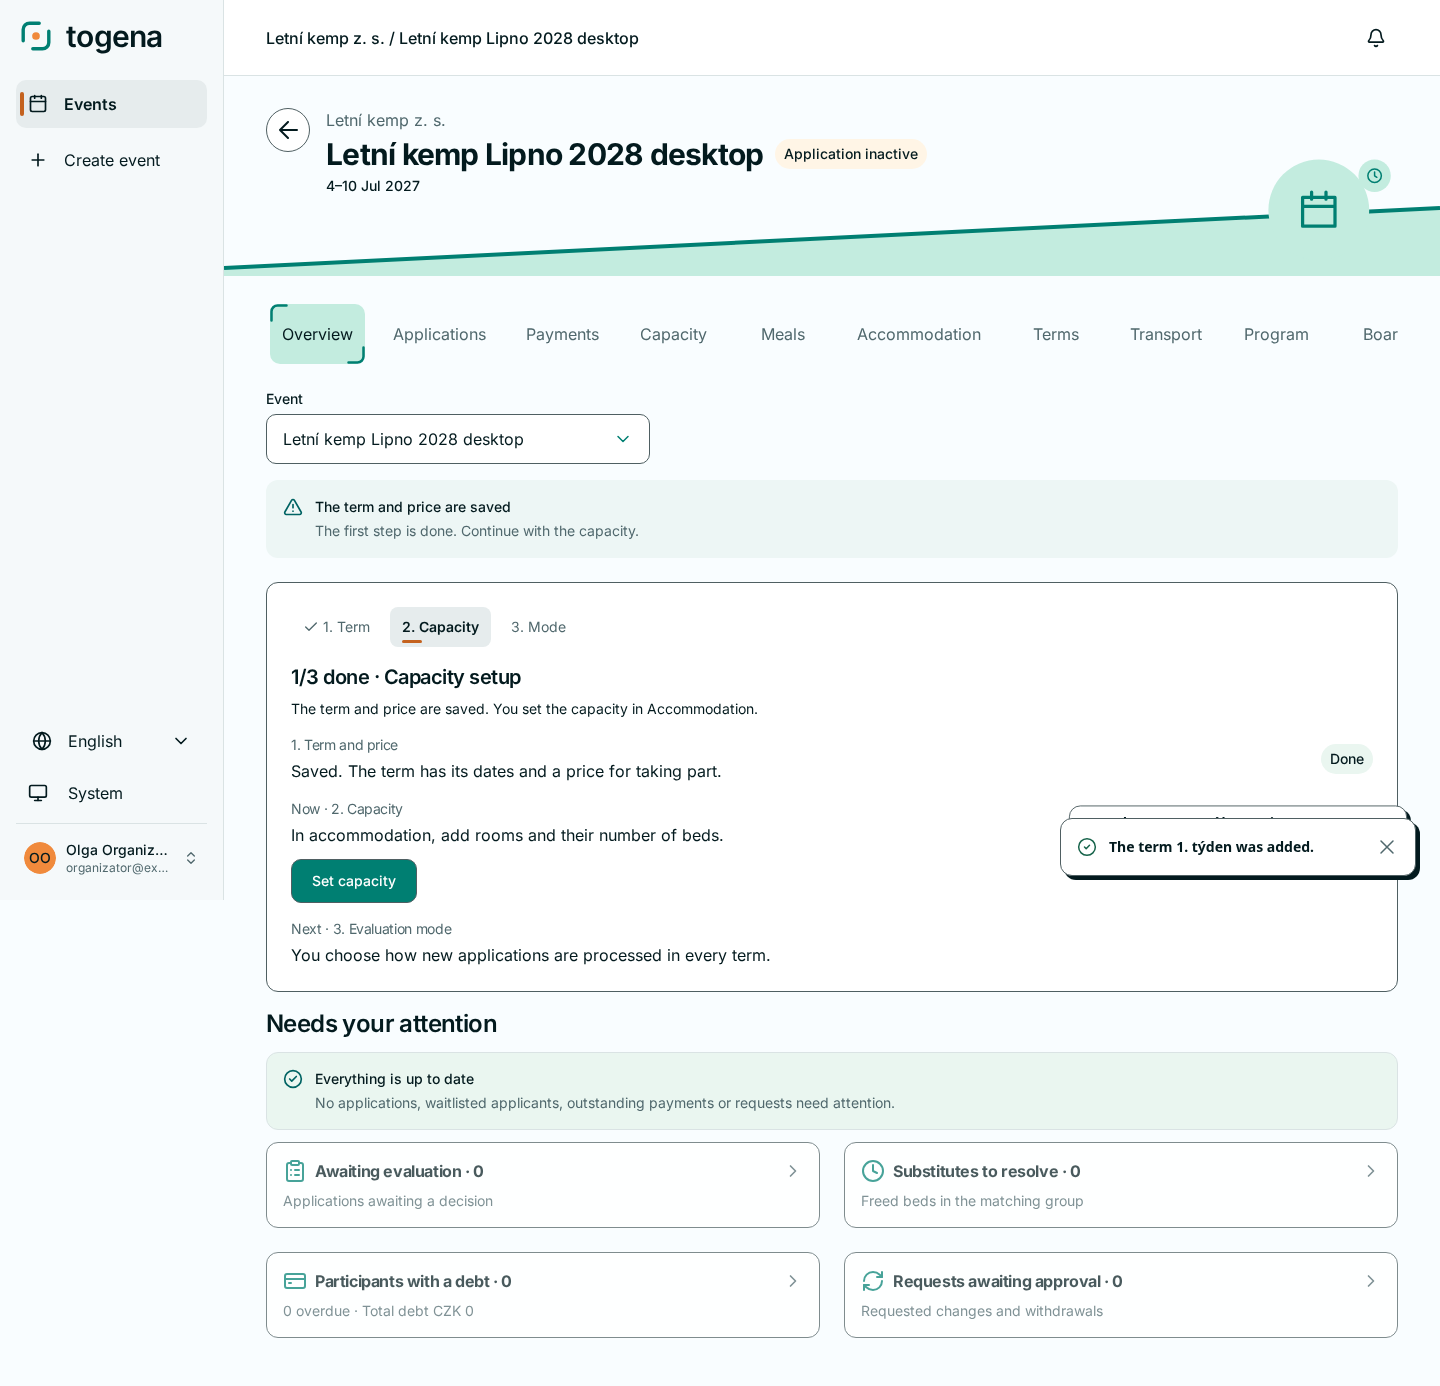 togena
Events
Create event
English
System
OO
Olga Organiz...
organizator@ex...
Letní kemp z. s. / Letní kemp Lipno 2028 desktop
Letní kemp z. s.
Letní kemp Lipno 2028 desktop
Application inactive
4–10 Jul 2027
Overview
Applications
Payments
Capacity
Meals
Accommodation
Terms
Transport
Program
Boar
Event
Letní kemp Lipno 2028 desktop
The term and price are saved
The first step is done. Continue with the capacity.
1. Term
2. Capacity
3. Mode
1/3 done · Capacity setup
The term and price are saved. You set the capacity in Accommodation.
1. Term and price
Saved. The term has its dates and a price for taking part.
Done
Now · 2. Capacity
In accommodation, add rooms and their number of beds.
Set capacity
The term 1. týden was added.
Next · 3. Evaluation mode
You choose how new applications are processed in every term.
Needs your attention
Everything is up to date
No applications, waitlisted applicants, outstanding payments or requests need attention.
Awaiting evaluation · 0
Applications awaiting a decision
Substitutes to resolve · 0
Freed beds in the matching group
Participants with a debt · 0
0 overdue · Total debt CZK 0
Requests awaiting approval · 0
Requested changes and withdrawals